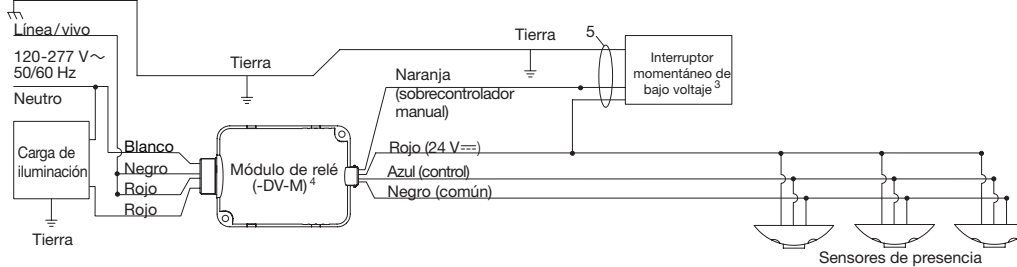 Línea/vivo
120-277 V~
50/60 Hz
Neutro
Carga de
iluminación
Tierra
Blanco
Negro
Rojo
Rojo
Tierra
Módulo de relé
(-DV-M) 4
Naranja
(sobrecontrolador
manual)
Rojo (24 V⎓)
Azul (control)
Negro (común)
Tierra
5
Interruptor
momentáneo de
bajo voltaje 3
Sensores de presencia